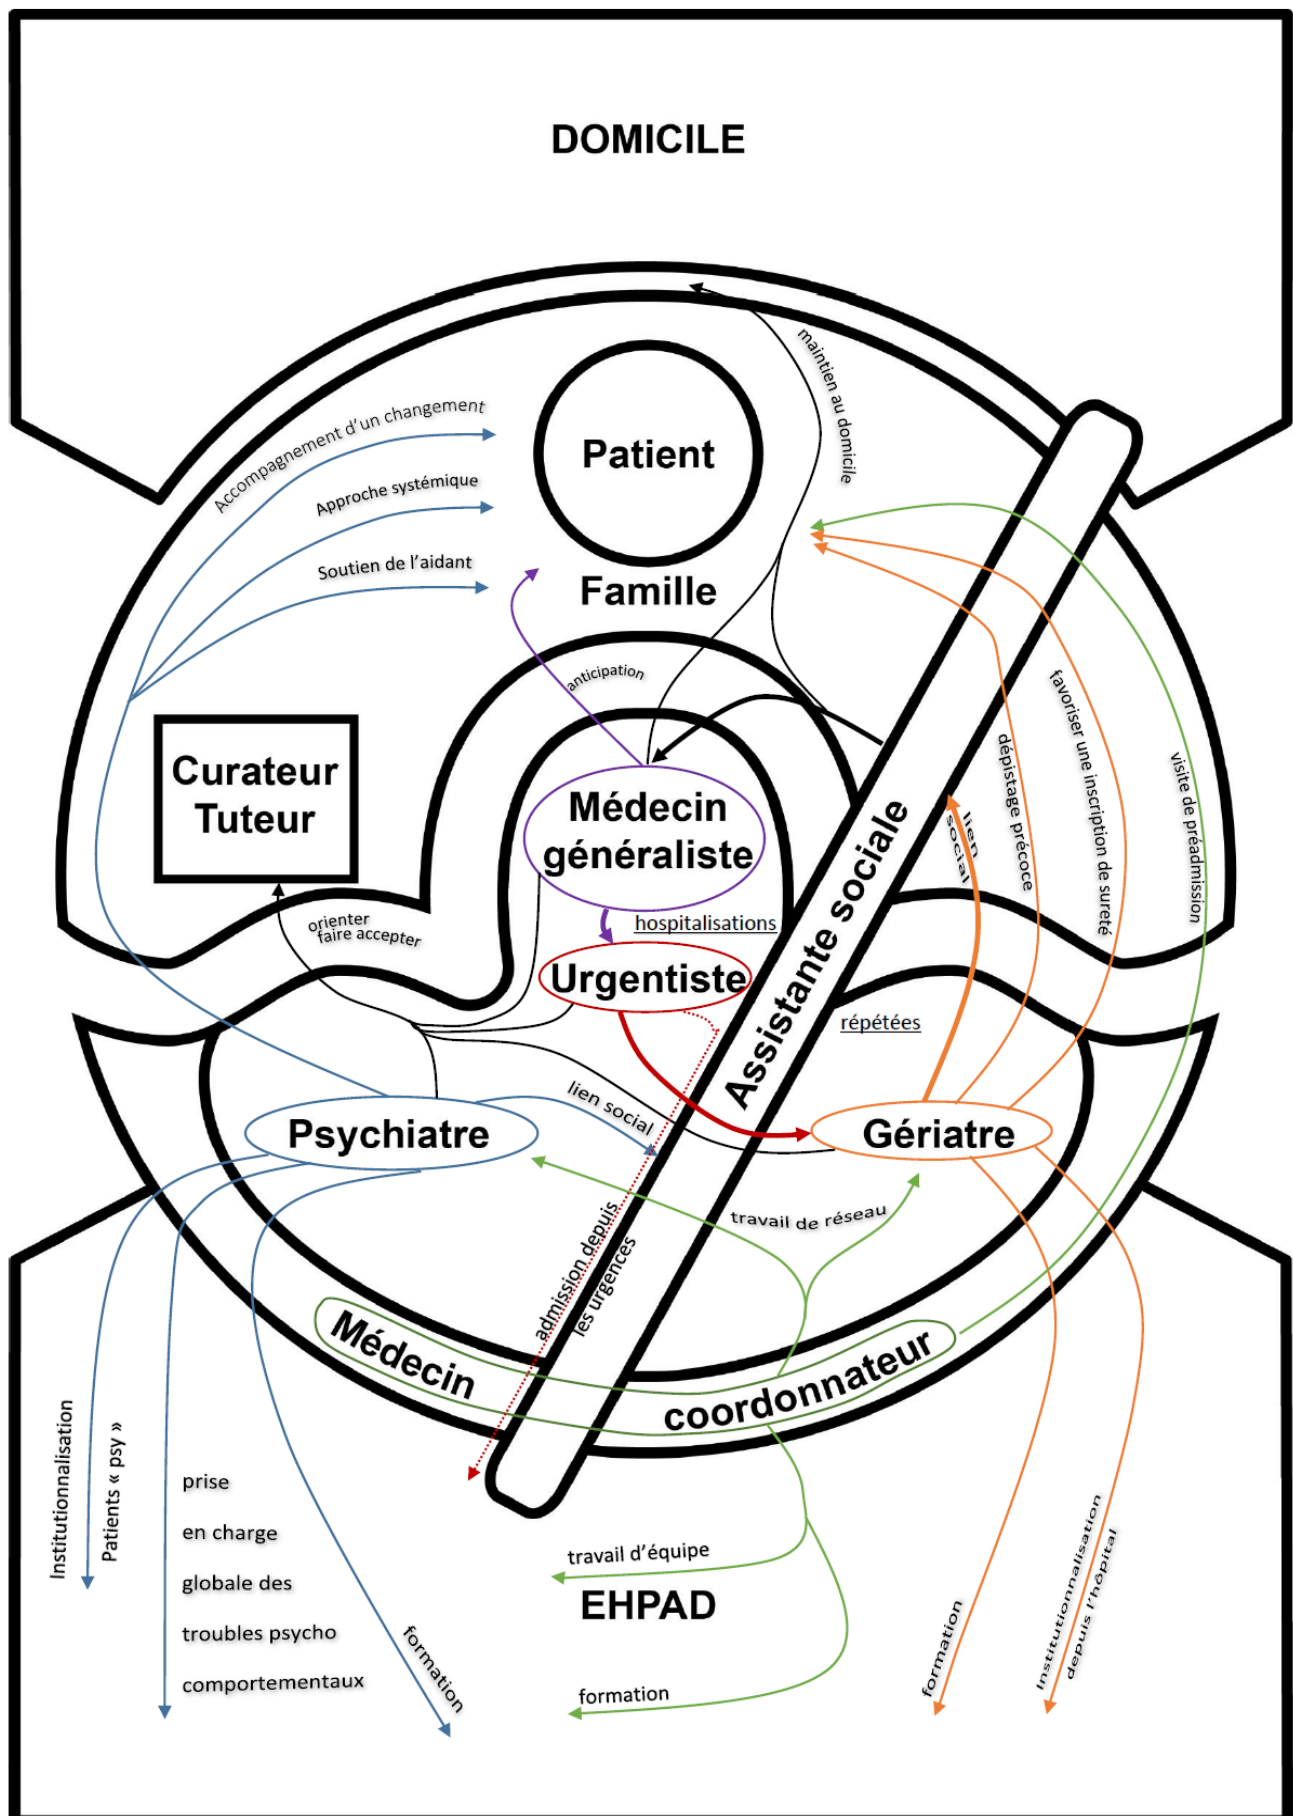 DOMICILE
maintien au domicile
Accompagnement d’un changement
Patient
Approche systémique
Soutien de l’aidant
Famille
anticipation
Curateur
Tuteur
Médecin
généraliste
favoriser une inscription de sureté
dépistage précoce
visite de préadmission
lien
social
orienter
faire accepter
hospitalisations
Assistante sociale
Urgentiste
répétées
lien social
Psychiatre
Gériatre
travail de réseau
admission depuis
les urgences
Médecin
coordonnateur
Institutionnalisation
Patients « psy »
prise
en charge
globale des
troubles psycho
comportementaux
formation
travail d’équipe
EHPAD
formation
formation
Institutionnalisation
depuis l’hôpital